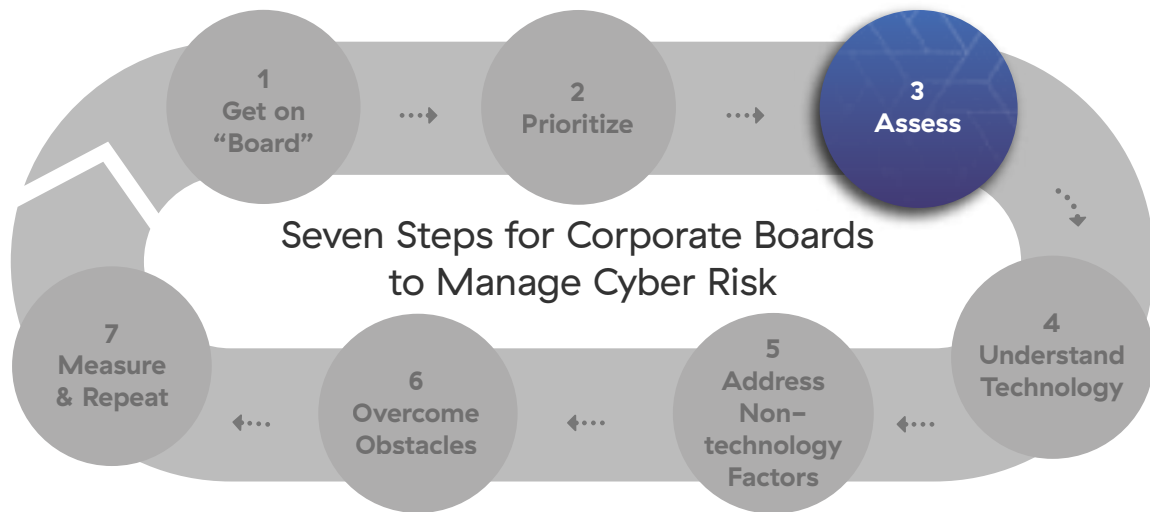 1
Get on
“Board”
2
Prioritize
3
Assess
Seven Steps for Corporate Boards
to Manage Cyber Risk
4
Understand
Technology
5
Address
Non-
technology
Factors
6
Overcome
Obstacles
7
Measure
& Repeat